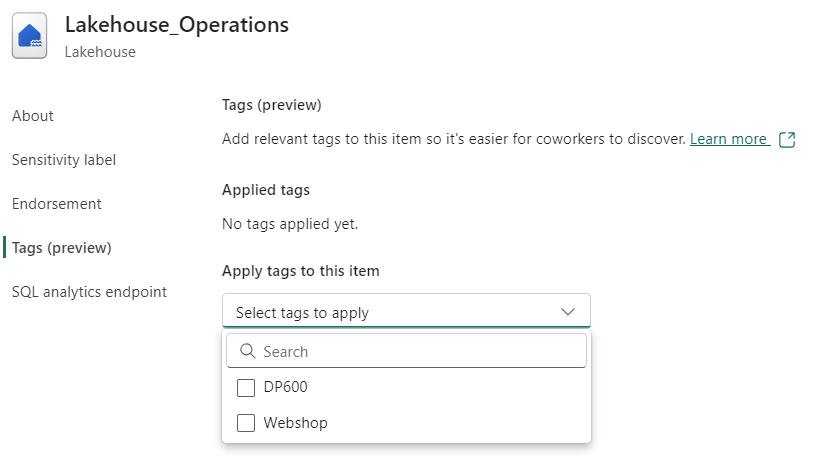 Lakehouse_Operations
Lakehouse
About
Sensitivity label
Endorsement
Tags (preview)
SQL analytics endpoint
Tags (preview)
Add relevant tags to this item so it's easier for coworkers to discover. Learn more
Applied tags
No tags applied yet.
Apply tags to this item
Select tags to apply
Search
DP600
Webshop